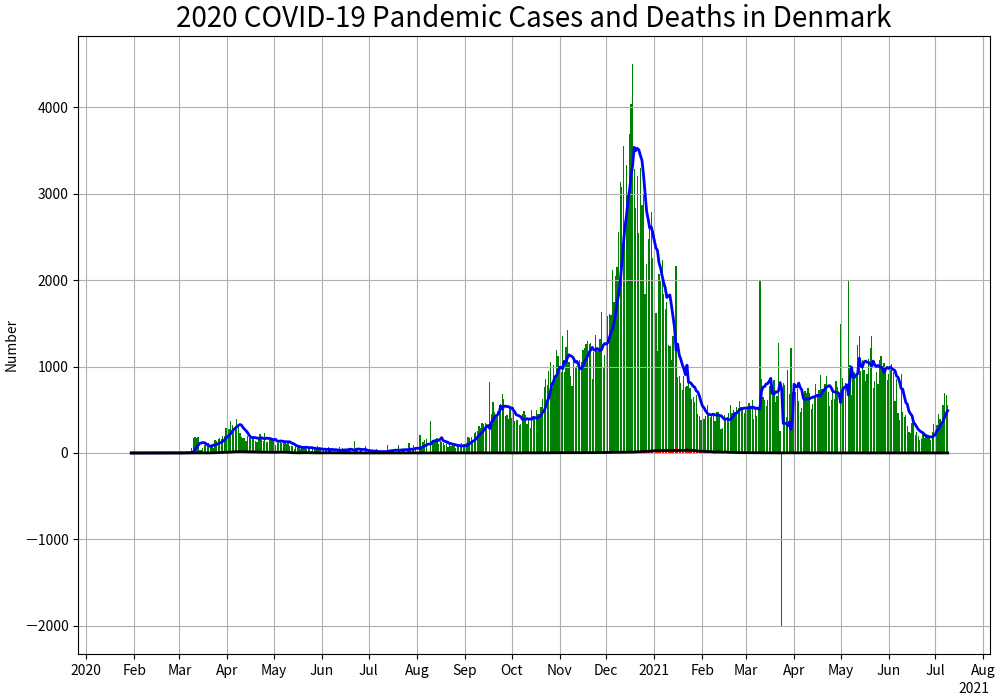 2020 COVID-19 Pandemic Cases and Deaths in Denmark
Number
4000
3000
2000
1000
0
−1000
−2000
2020 Feb Mar Apr May Jun Jul Aug Sep Oct Nov Dec 2021 Feb Mar Apr May Jun Jul Aug
2021